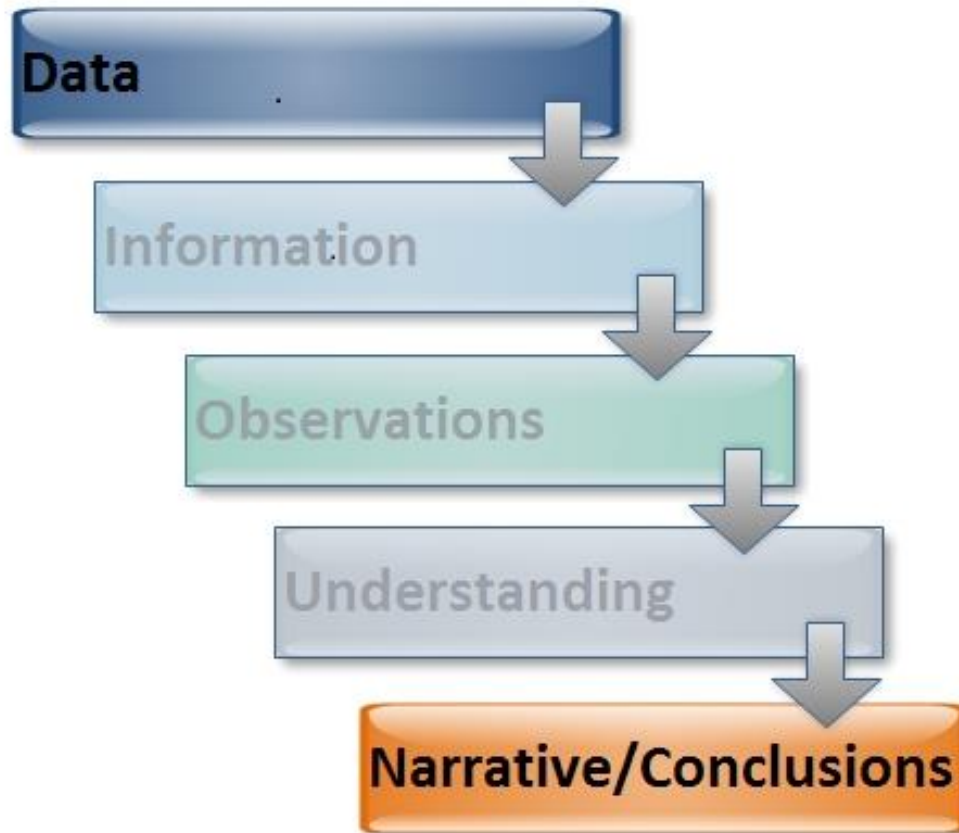 Data
Information
Observations
Understanding
Narrative/Conclusions